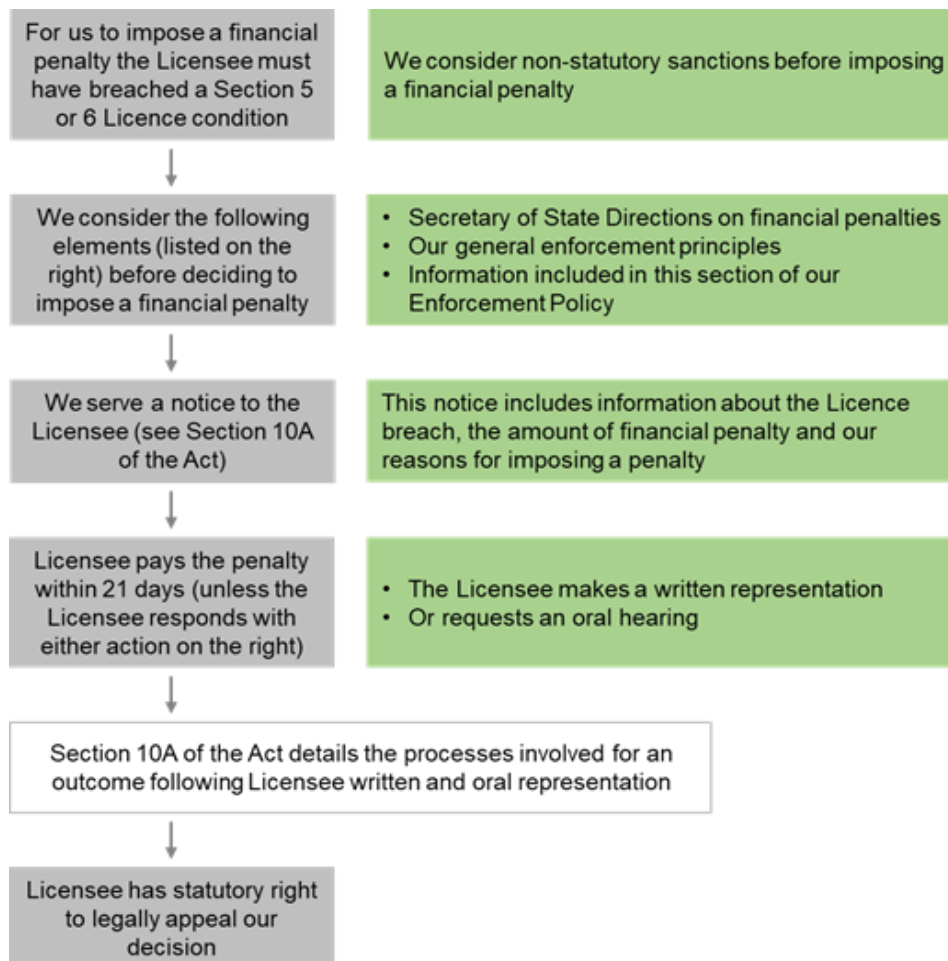 For us to impose a financial
penalty the Licensee must
have breached a Section 5
or 6 Licence condition
We consider non-statutory sanctions before imposing
a financial penalty
We consider the following
elements (listed on the
right) before deciding to
impose a financial penalty
• Secretary of State Directions on financial penalties
• Our general enforcement principles
• Information included in this section of our
Enforcement Policy
We serve a notice to the
Licensee (see Section 10A
of the Act)
This notice includes information about the Licence
breach, the amount of financial penalty and our
reasons for imposing a penalty
Licensee pays the penalty
within 21 days (unless the
Licensee responds with
either action on the right)
• The Licensee makes a written representation
• Or requests an oral hearing
Section 10A of the Act details the processes involved for an
outcome following Licensee written and oral representation
Licensee has statutory right
to legally appeal our
decision